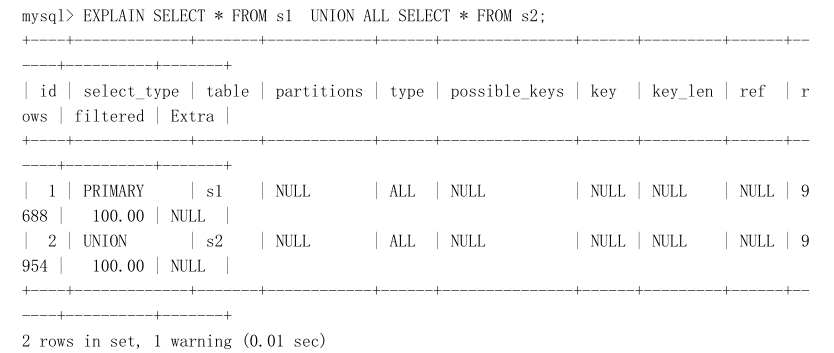 mysql> EXPLAIN SELECT * FROM s1  UNION ALL SELECT * FROM s2;
+----+-------------+-------+------------+------+---------------+------+---------+------+--
----+----------+-------+
| id | select_type | table | partitions | type | possible_keys | key  | key_len | ref  | r
ows | filtered | Extra |
+----+-------------+-------+------------+------+---------------+------+---------+------+--
----+----------+-------+
|  1 | PRIMARY     | s1    | NULL       | ALL  | NULL          | NULL | NULL    | NULL | 9
688 |   100.00 | NULL  |
|  2 | UNION       | s2    | NULL       | ALL  | NULL          | NULL | NULL    | NULL | 9
954 |   100.00 | NULL  |
+----+-------------+-------+------------+------+---------------+------+---------+------+--
----+----------+-------+
2 rows in set, 1 warning (0.01 sec)